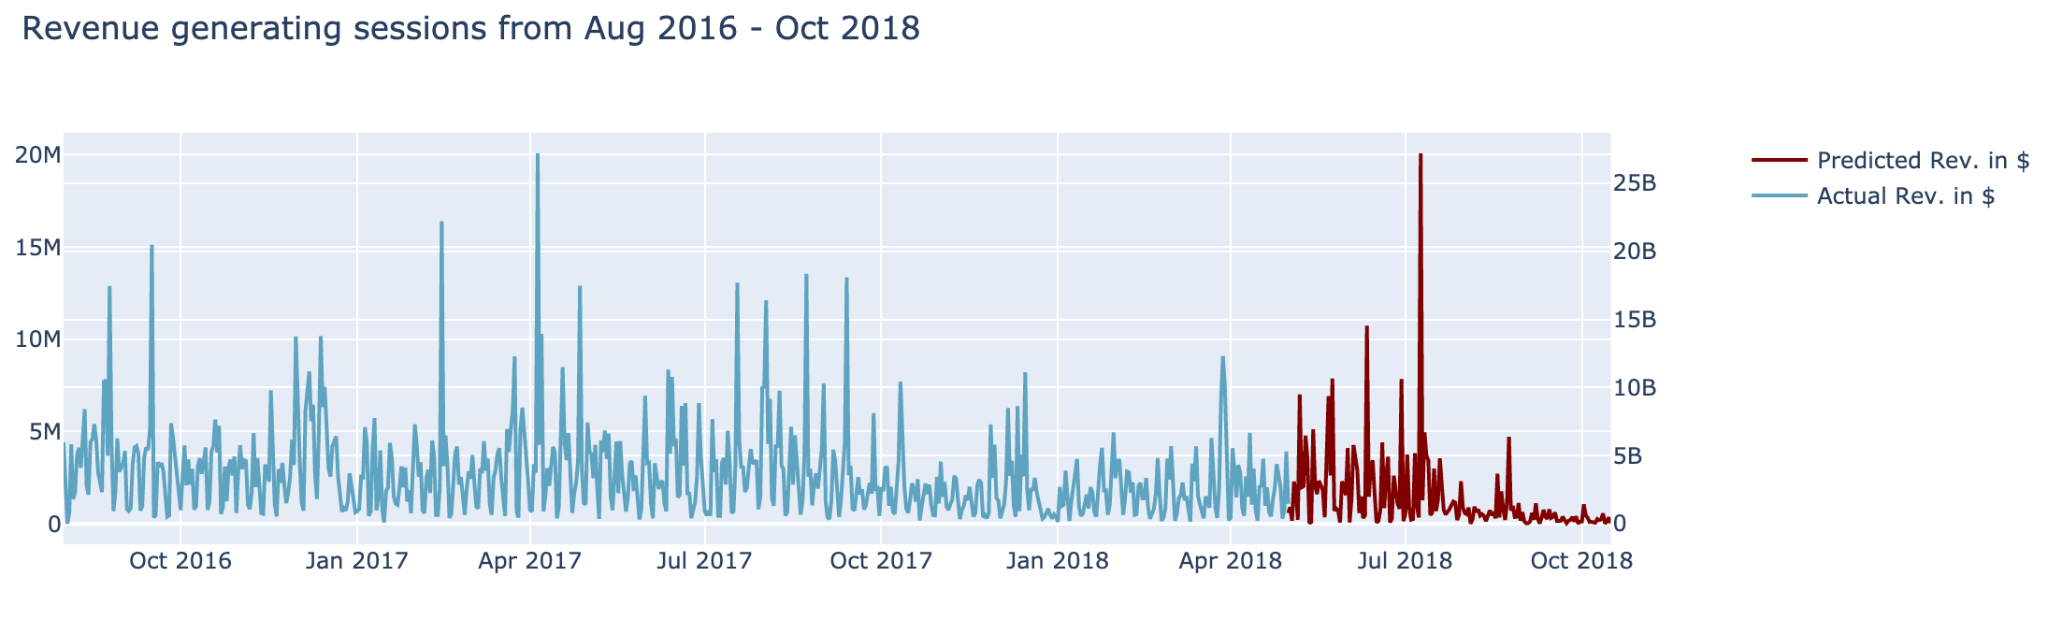 Revenue generating sessions from Aug 2016 - Oct 2018
20M
15M
10M
5M
0
25B
20B
15B
10B
5B
0
Oct 2016 Jan 2017 Apr 2017 Jul 2017 Oct 2017 Jan 2018 Apr 2018 Jul 2018 Oct 2018
Predicted Rev. in $
Actual Rev. in $